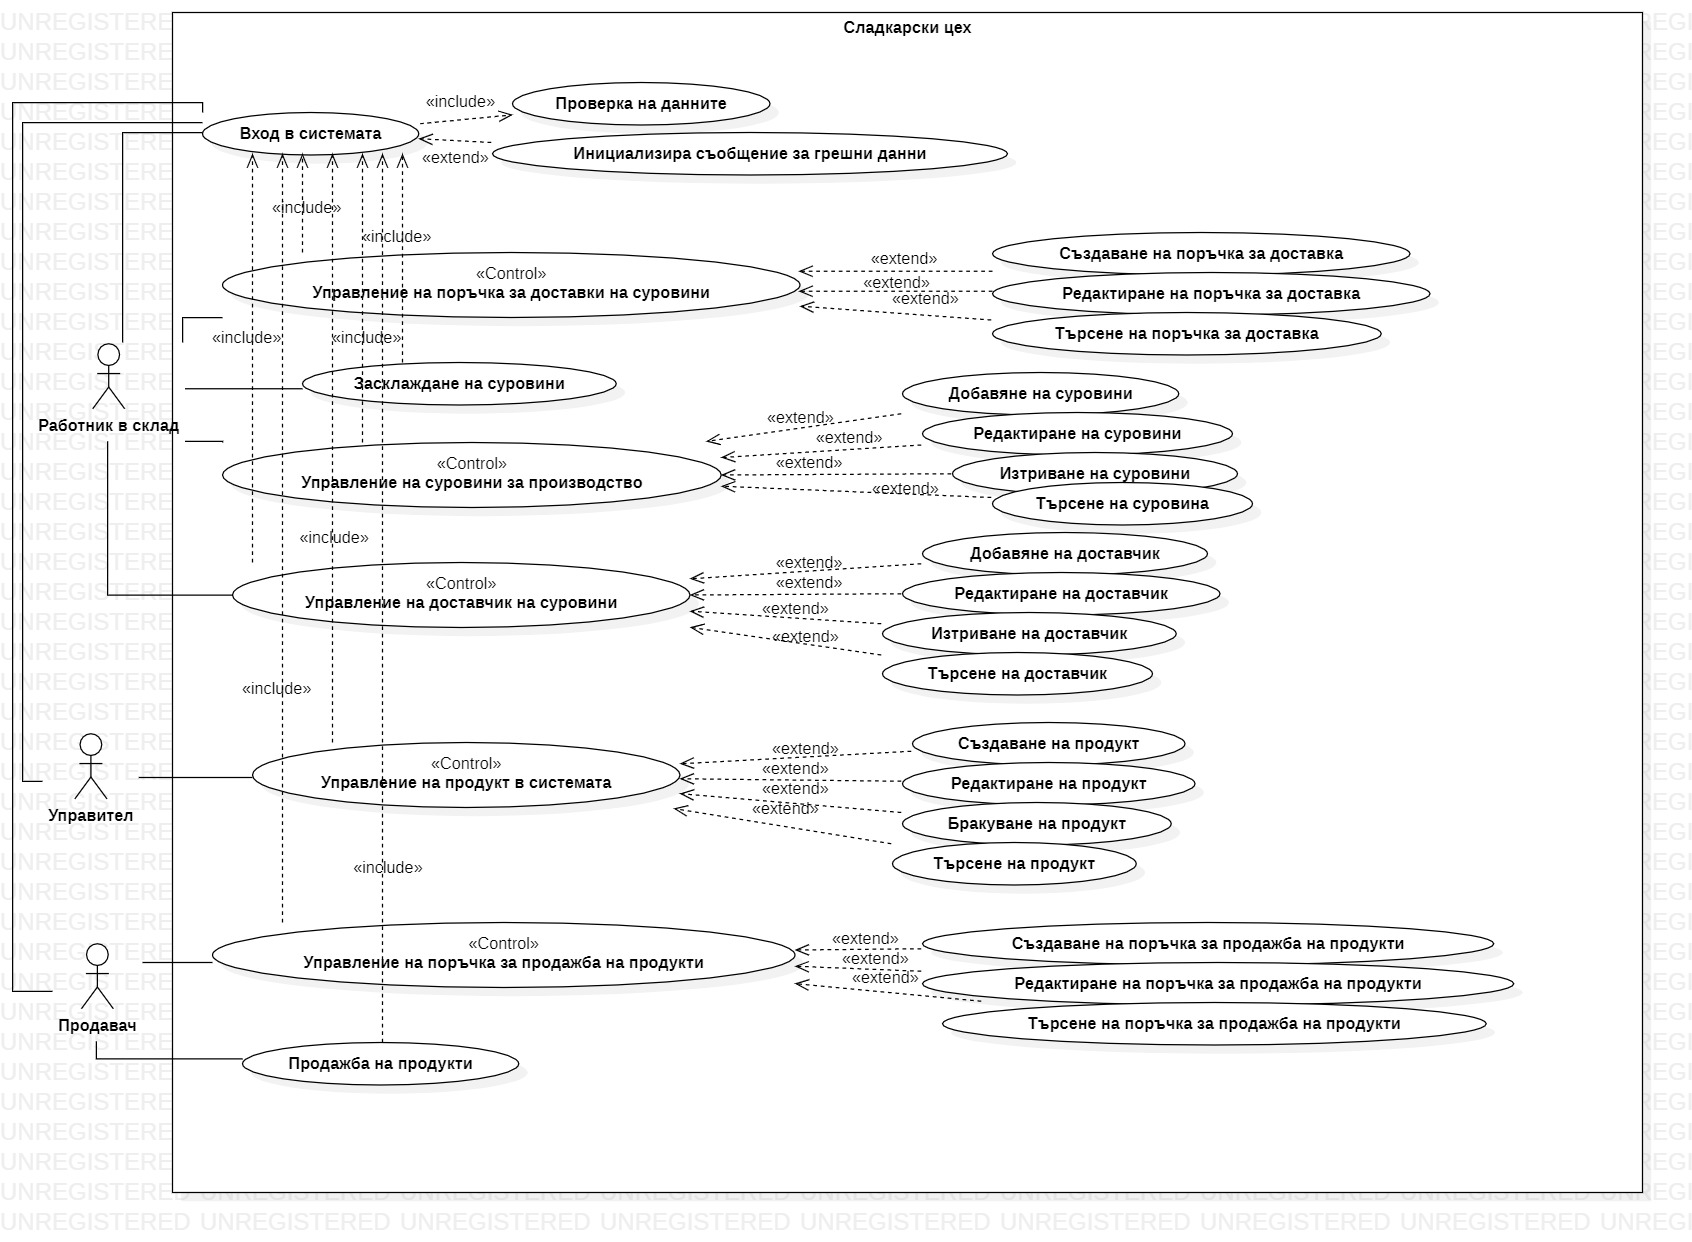 Сладкарски цех
«include»
Проверка на данните
Вход в системата
Инициализира съобщение за грешни данни
«extend»
«include»
«include»
«Control»
Управление на поръчка за доставки на суровини
«extend»
Създаване на поръчка за доставка
«extend»
Редактиране на поръчка за доставка
«extend»
Търсене на поръчка за доставка
«include»
«include»
Засклаждане на суровини
Работник в склад
Добавяне на суровини
«extend»
Редактиране на суровини
«extend»
«Control»
Управление на суровини за производство
«extend»
Изтриване на суровини
«extend»
Търсене на суровина
«include»
Добавяне на доставчик
«extend»
«Control»
Управление на доставчик на суровини
«extend»
Редактиране на доставчик
«extend»
Изтриване на доставчик
«extend»
Търсене на доставчик
«include»
Създаване на продукт
«extend»
«Control»
Управление на продукт в системата
«extend»
Редактиране на продукт
«extend»
Бракуване на продукт
«extend»
Търсене на продукт
Управител
«include»
«Control»
Управление на поръчка за продажба на продукти
«extend»
Създаване на поръчка за продажба на продукти
«extend»
Редактиране на поръчка за продажба на продукти
«extend»
Търсене на поръчка за продажба на продукти
Продавач
Продажба на продукти
UNREGISTERED UNREGISTERED UNREGISTERED UNREGISTERED UNREGISTERED UNREGISTERED UNREGISTERED UNREGISTERED